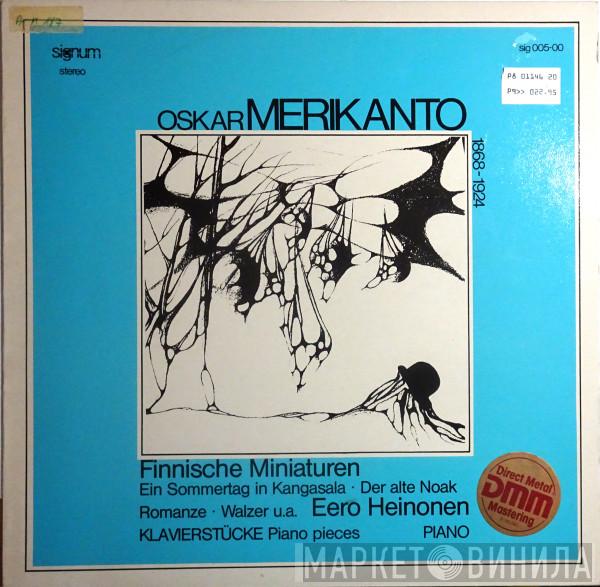 signum
stereo
sig 005-00
P8 01146 20
P9>> 022.95
OSKAR MERIKANTO
1868-1924
Finnische Miniaturen
Ein Sommertag in Kangasala · Der alte Noak
Romanze · Walzer u.a. Eero Heinonen
KLAVIERSTÜCKE Piano pieces PIANO
Direct Metal
DMM
Mastering
МАРКЕТ ВИНИЛА